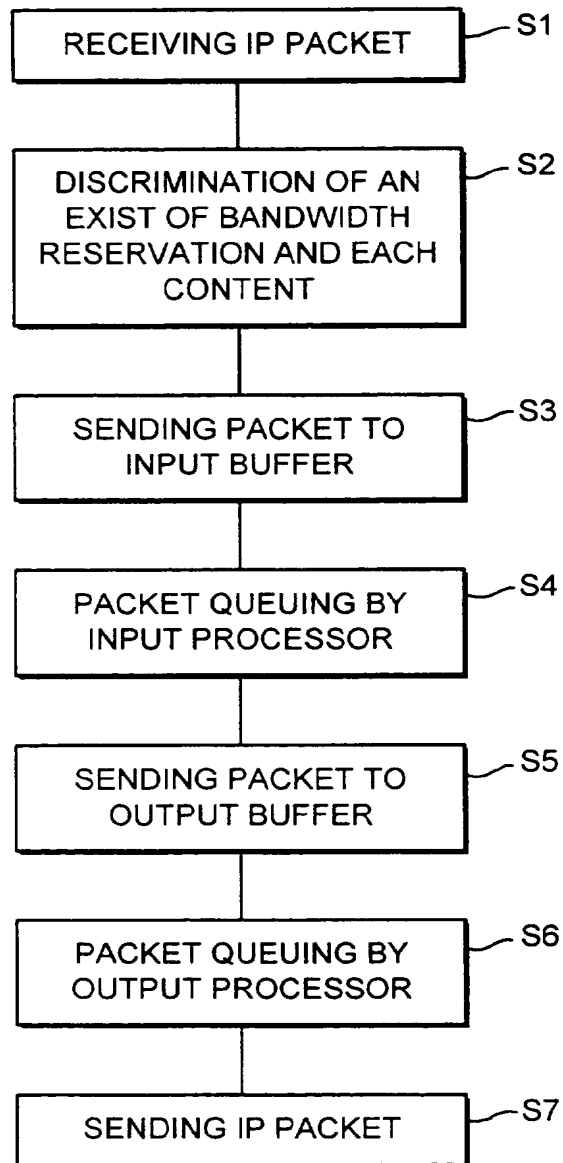 RECEIVING IP PACKET
S1
DISCRIMINATION OF AN
EXIST OF BANDWIDTH
RESERVATION AND EACH
CONTENT
S2
SENDING PACKET TO
INPUT BUFFER
S3
PACKET QUEUING BY
INPUT PROCESSOR
S4
SENDING PACKET TO
OUTPUT BUFFER
S5
PACKET QUEUING BY
OUTPUT PROCESSOR
S6
SENDING IP PACKET
S7